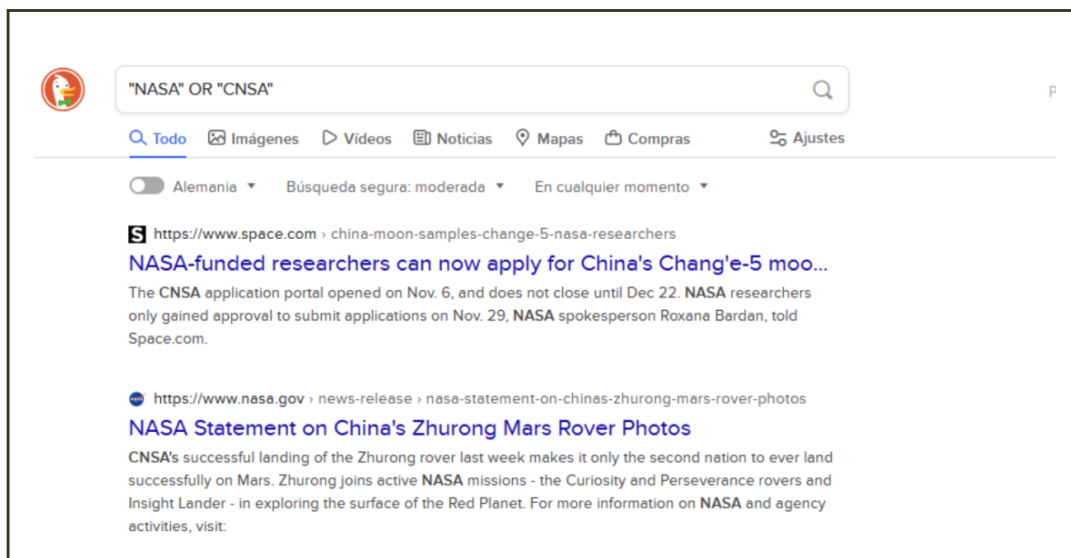 "NASA" OR "CNSA"
P
Todo Imágenes Vídeos Noticias Mapas Compras Ajustes
Alemania Búsqueda segura: moderada En cualquier momento
https://www.space.com › china-moon-samples-change-5-nasa-researchers
NASA-funded researchers can now apply for China's Chang'e-5 moo...
The CNSA application portal opened on Nov. 6, and does not close until Dec 22. NASA researchers
only gained approval to submit applications on Nov. 29, NASA spokesperson Roxana Bardan, told
Space.com.
https://www.nasa.gov › news-release › nasa-statement-on-chinas-zhurong-mars-rover-photos
NASA Statement on China's Zhurong Mars Rover Photos
CNSA's successful landing of the Zhurong rover last week makes it only the second nation to ever land
successfully on Mars. Zhurong joins active NASA missions - the Curiosity and Perseverance rovers and
Insight Lander - in exploring the surface of the Red Planet. For more information on NASA and agency
activities, visit: